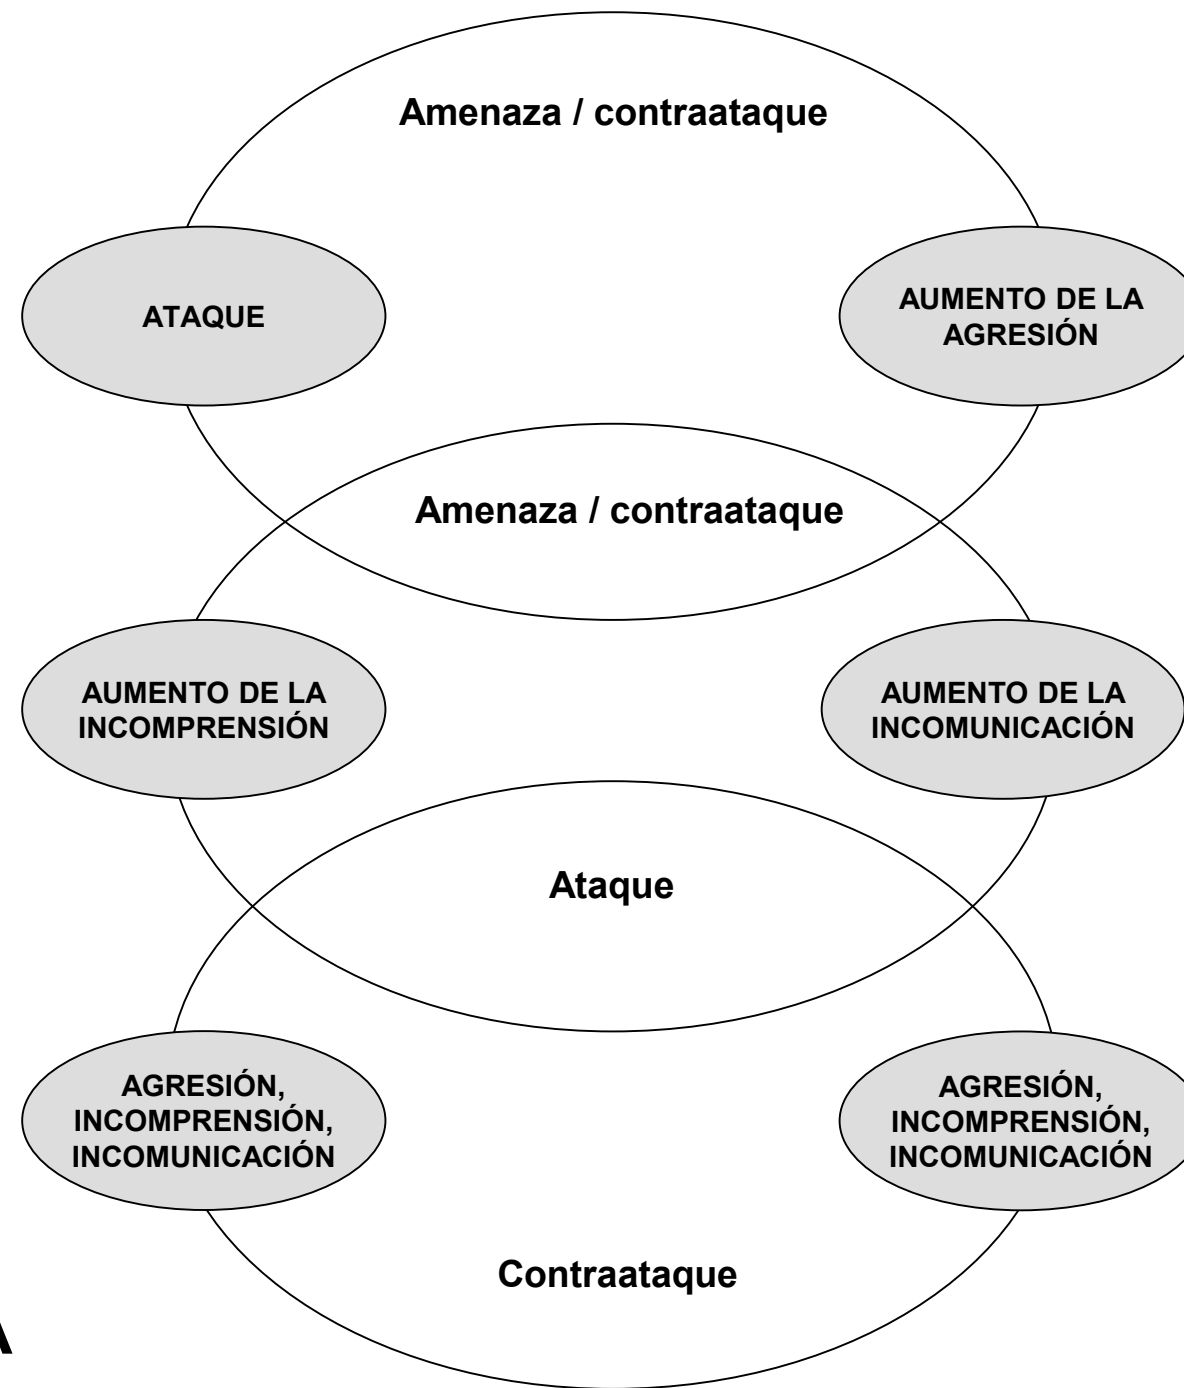 Amenaza / contraataque
ATAQUE
AUMENTO DE LA
AGRESIÓN
Amenaza / contraataque
AUMENTO DE LA
INCOMPRENSIÓN
AUMENTO DE LA
INCOMUNICACIÓN
Ataque
AGRESIÓN,
INCOMPRENSIÓN,
INCOMUNICACIÓN
AGRESIÓN,
INCOMPRENSIÓN,
INCOMUNICACIÓN
Contraataque